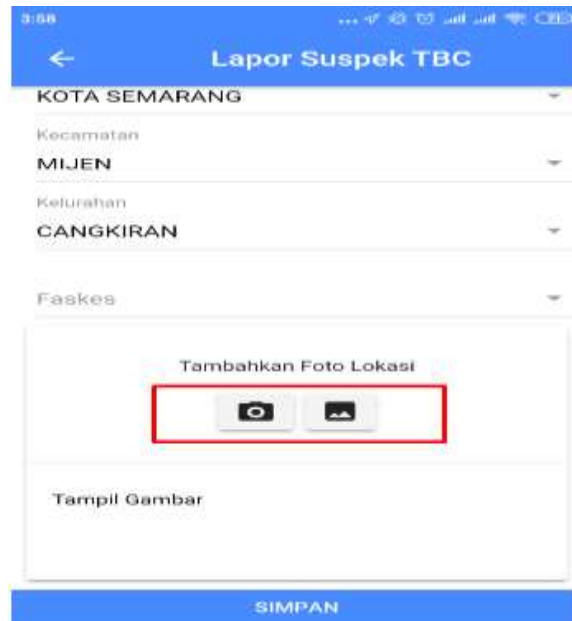 3:58
Lapor Suspek TBC
KOTA SEMARANG
Kecamatan
MIJEN
Kelurahan
CANGKIRAN
Faskes
Tambahkan Foto Lokasi
Tampil Gambar
SIMPAN